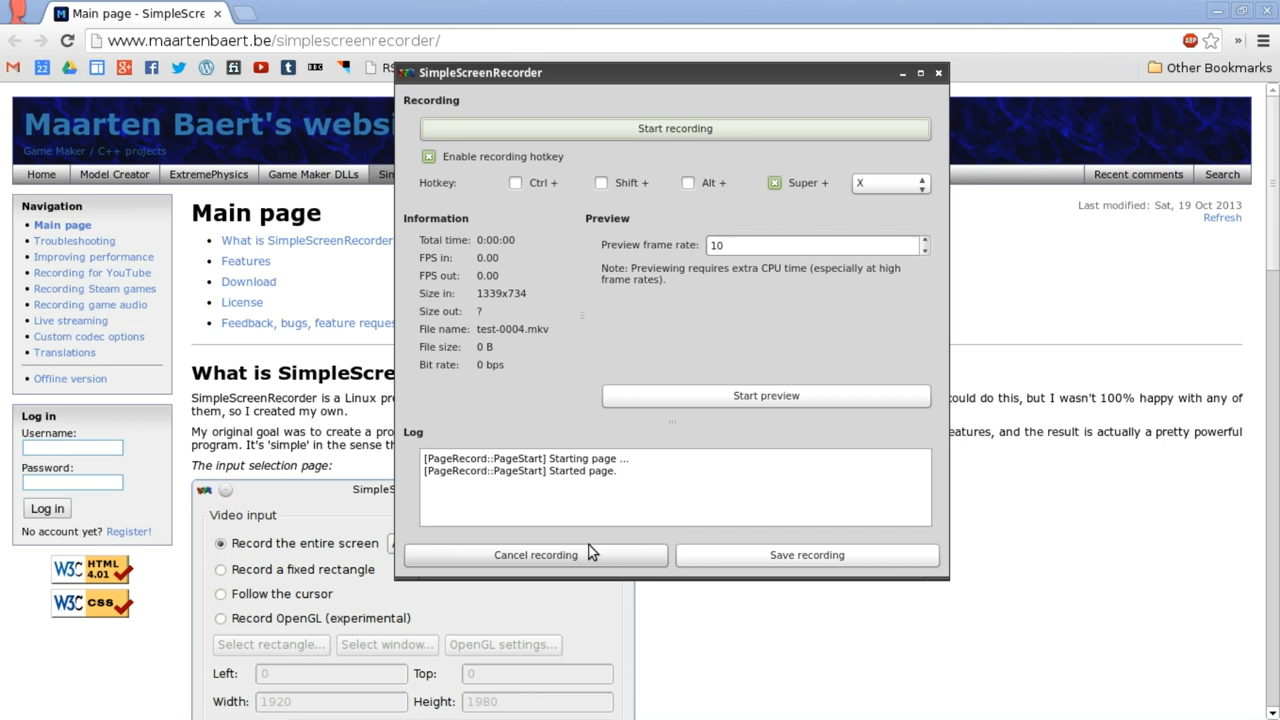 Main page - SimpleScre
www.maartenbaert.be/simplescreenrecorder/
Other Bookmarks
Maarten Baert's websi
Game Maker / C++ projects
Home
Model Creator
ExtremePhysics
Game Maker DLLs
Sin
Recent comments
Search
Navigation
Main page
Troubleshooting
Improving performance
Recording for YouTube
Recording Steam games
Recording game audio
Live streaming
Custom codec options
Translations
Offline version
Log in
Username:
Password:
Log in
No account yet? Register!
W3C HTML 4.01
W3C css
Main page
Last modified: Sat, 19 Oct 2013
Refresh
What is SimpleScreenRecorder
Features
Download
License
Feedback, bugs, feature reques
What is SimpleScre
SimpleScreenRecorder is a Linux pr
ould do this, but I wasn't 100% happy with any of
them, so I created my own.
My original goal was to create a pro
eatures, and the result is actually a pretty powerful
program. It's 'simple' in the sense th
The input selection page:
SimpleS
Video input
Record the entire screen
Record a fixed rectangle
Follow the cursor
Record OpenGL (experimental)
Select rectangle...
Select window...
OpenGL settings...
Left: 0
Top: 0
Width: 1920
Height: 1980
SimpleScreenRecorder
Recording
Start recording
Enable recording hotkey
Hotkey: Ctrl + Shift + Alt + Super + X
Information
Total time: 0:00:00
FPS in: 0.00
FPS out: 0.00
Size in: 1339x734
Size out: ?
File name: test-0004.mkv
File size: 0 B
Bit rate: 0 bps
Preview
Preview frame rate: 10
Note: Previewing requires extra CPU time (especially at high
frame rates).
Start preview
Log
[PageRecord::PageStart] Starting page ...
[PageRecord::PageStart] Started page.
Cancel recording
Save recording